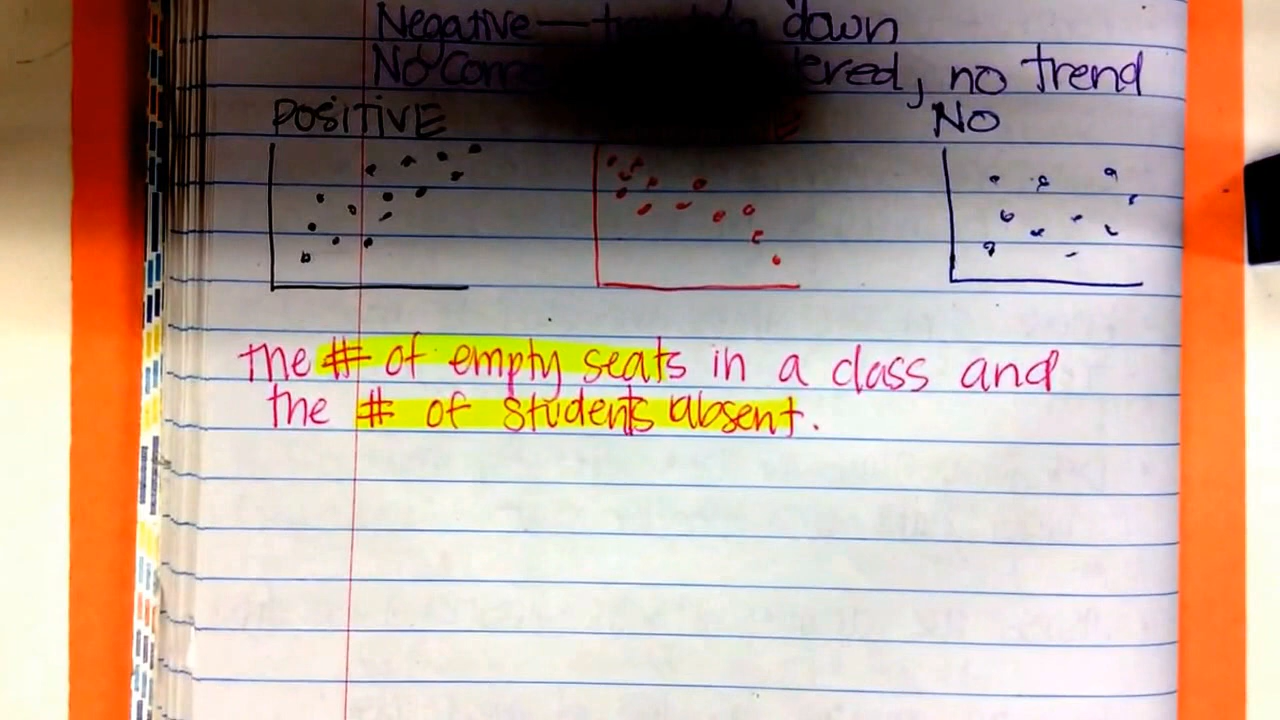 Negative — down
No no trend
POSITIVE NO
the # of empty seats in a class and
the # of students absent.